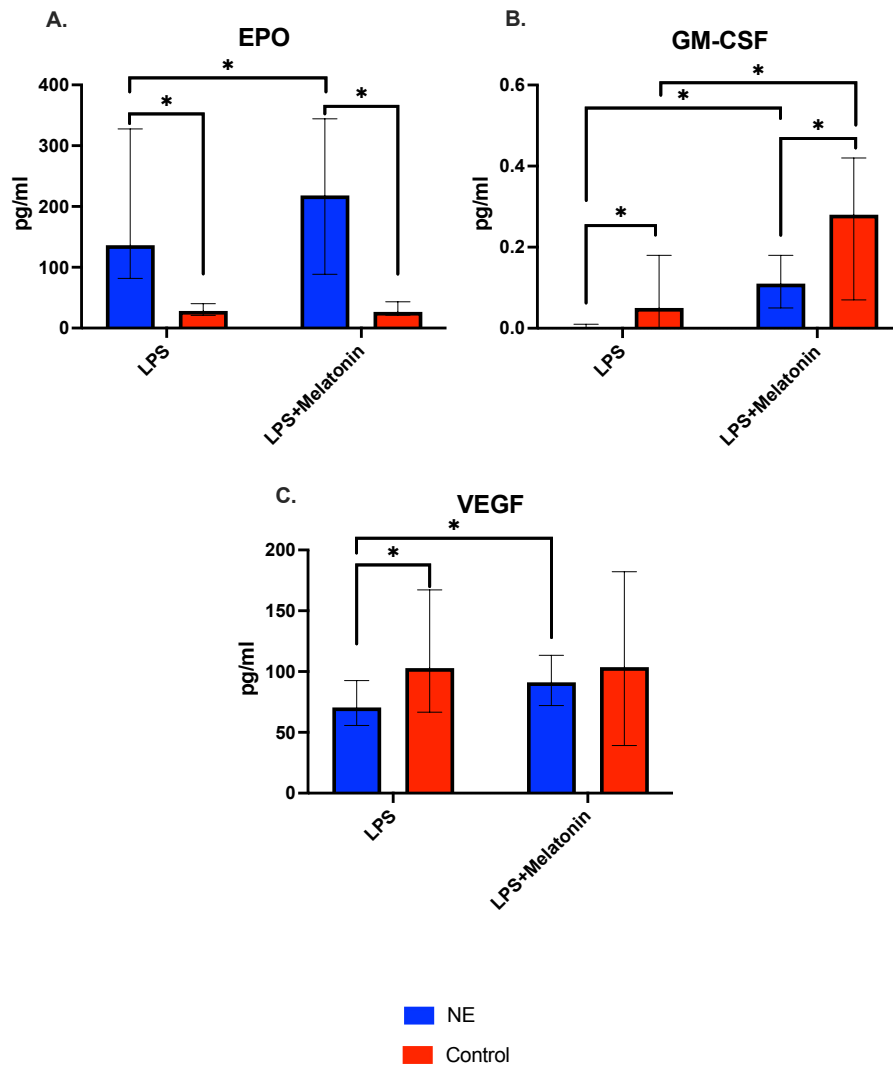 A.
EPO
*
*
*
400
300
200
100
0
pg/ml
LPS
LPS+Melatonin
B.
GM-CSF
*
*
*
*
0.6
0.4
0.2
0.0
pg/ml
LPS
LPS+Melatonin
C.
VEGF
*
*
200
150
100
50
0
pg/ml
LPS
LPS+Melatonin
NE
Control